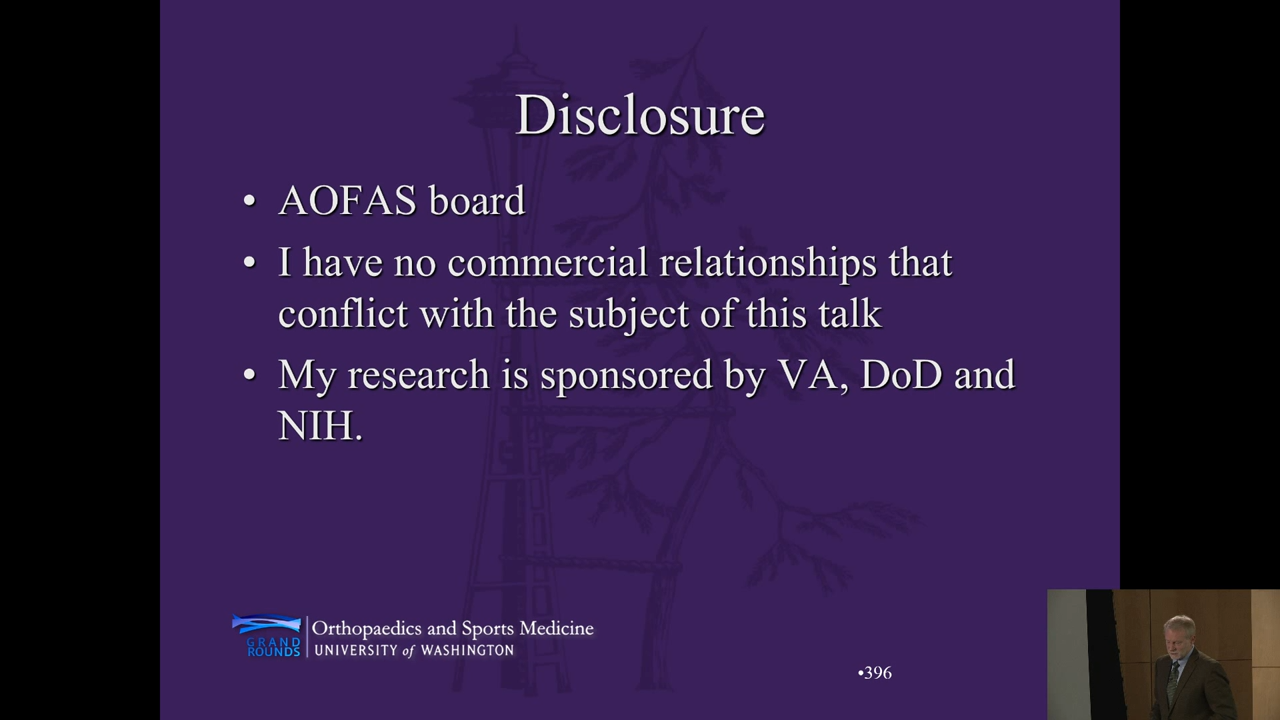 Disclosure
• AOFAS board
• I have no commercial relationships that
conflict with the subject of this talk
• My research is sponsored by VA, DoD and
NIH.
GRAND
ROUNDS
Orthopaedics and Sports Medicine
UNIVERSITY of WASHINGTON
•396